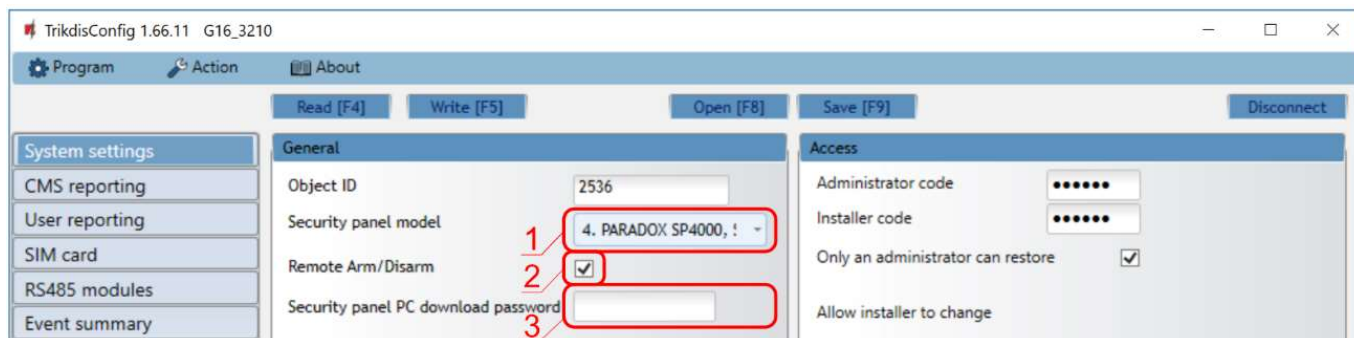 TrikdisConfig 1.66.11 G16_3210
Program Action About
Read [F4] Write [F5] Open [F8] Save [F9] Disconnect
System settings
CMS reporting
User reporting
SIM card
RS485 modules
Event summary
General
Object ID 2536
Security panel model 1 4. PARADOX SP4000,
Remote Arm/Disarm 2
Security panel PC download password 3
Access
Administrator code ●●●●●●
Installer code ●●●●●●
Only an administrator can restore
Allow installer to change